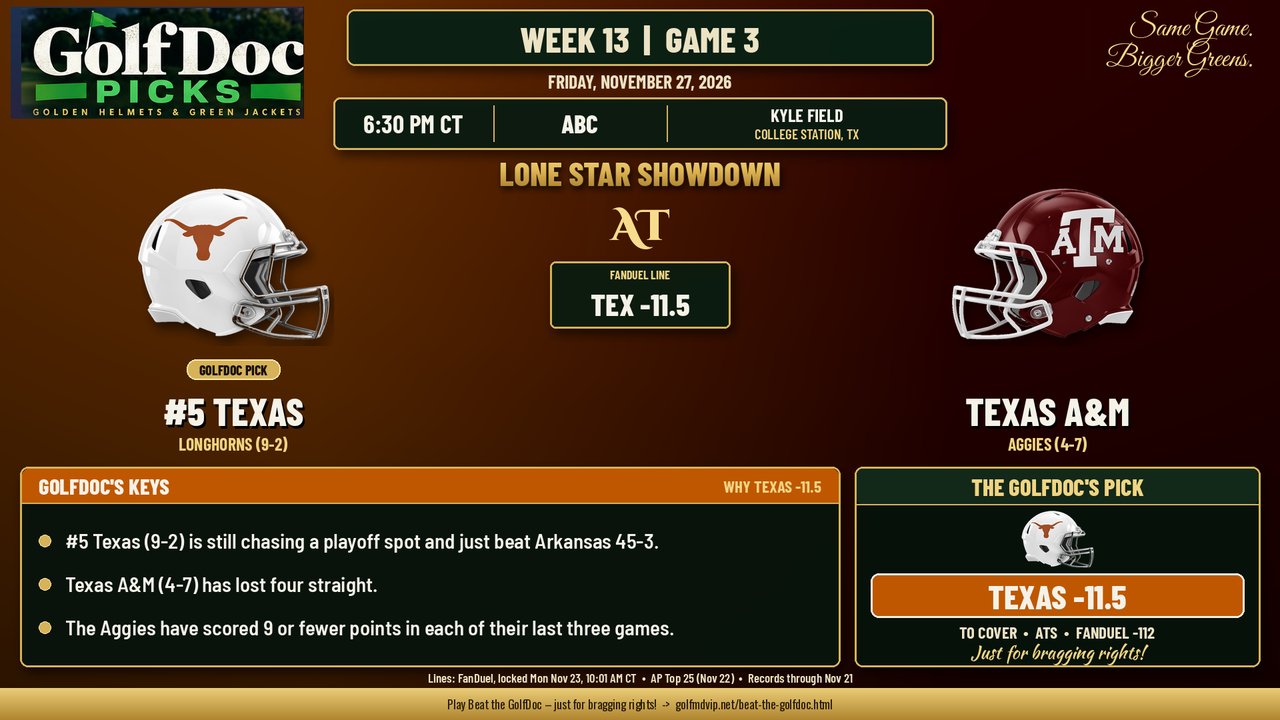 GolfDoc
PICKS
GOLDEN HELMETS & GREEN JACKETS
WEEK 13 | GAME 3
Same Game.
Bigger Greens.
FRIDAY, NOVEMBER 27, 2026
6:30 PM CT
ABC
KYLE FIELD
COLLEGE STATION, TX
LONE STAR SHOWDOWN
AT
ATM
FANDUEL LINE
TEX -11.5
GOLFDOC PICK
#5 TEXAS
LONGHORNS (9-2)
TEXAS A&M
AGGIES (4-7)
GOLFDOC'S KEYS
WHY TEXAS -11.5
#5 Texas (9-2) is still chasing a playoff spot and just beat Arkansas 45-3.
Texas A&M (4-7) has lost four straight.
The Aggies have scored 9 or fewer points in each of their last three games.
THE GOLFDOC'S PICK
TEXAS -11.5
TO COVER • ATS • FANDUEL -112
Just for bragging rights!
Lines: FanDuel, locked Mon Nov 23, 10:01 AM CT • AP Top 25 (Nov 22) • Records through Nov 21
Play Beat the GolfDoc — just for bragging rights! -> golfmdvip.net/beat-the-golfdoc.html